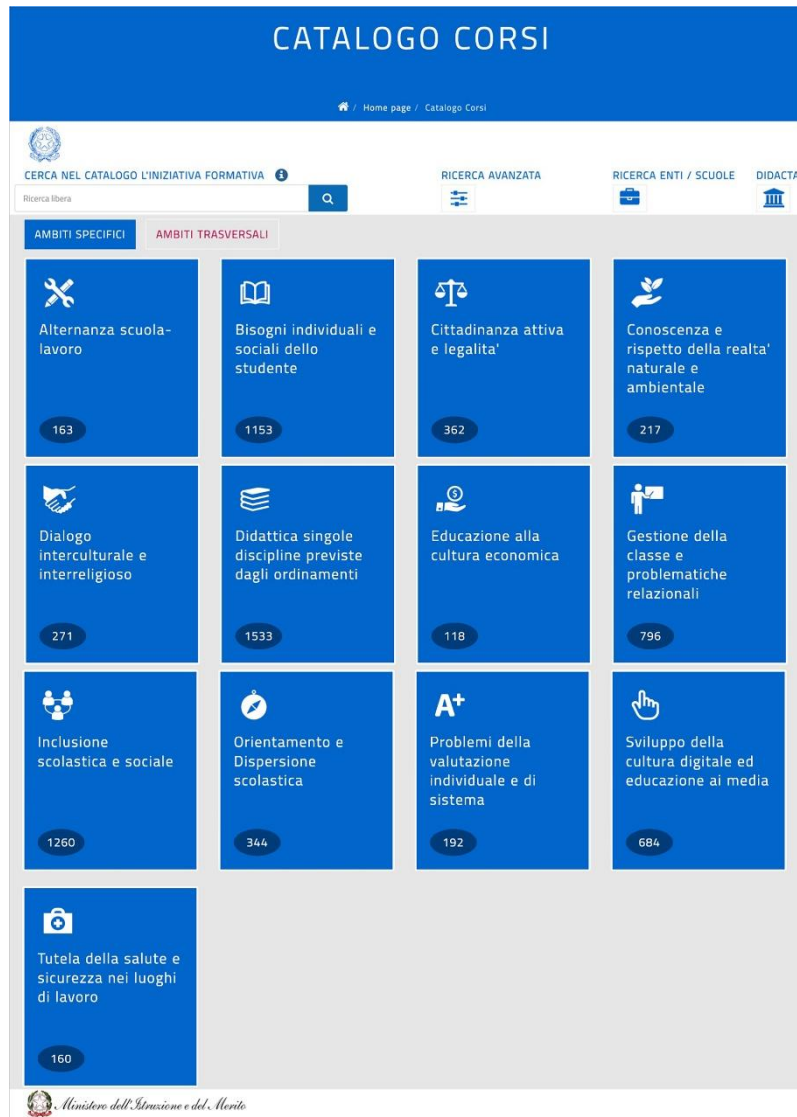 CATALOGO CORSI
/ Home page / Catalogo Corsi
CERCA NEL CATALOGO L'INIZIATIVA FORMATIVA
RICERCA AVANZATA
RICERCA ENTI / SCUOLE
DIDACTA
Ricerca libera
AMBITI SPECIFICI
AMBITI TRASVERSALI
Alternanza scuola-
lavoro
163
Bisogni individuali e
sociali dello
studente
1153
Cittadinanza attiva
e legalita'
362
Conoscenza e
rispetto della realta'
naturale e
ambientale
217
Dialogo
interculturale e
interreligioso
271
Didattica singole
discipline previste
dagli ordinamenti
1533
Educazione alla
cultura economica
118
Gestione della
classe e
problematiche
relazionali
796
Inclusione
scolastica e sociale
1260
Orientamento e
Dispersione
scolastica
344
A+
Problemi della
valutazione
individuale e di
sistema
192
Sviluppo della
cultura digitale ed
educazione ai media
684
Tutela della salute e
sicurezza nei luoghi
di lavoro
160
Ministero dell'Istruzione e del Merito